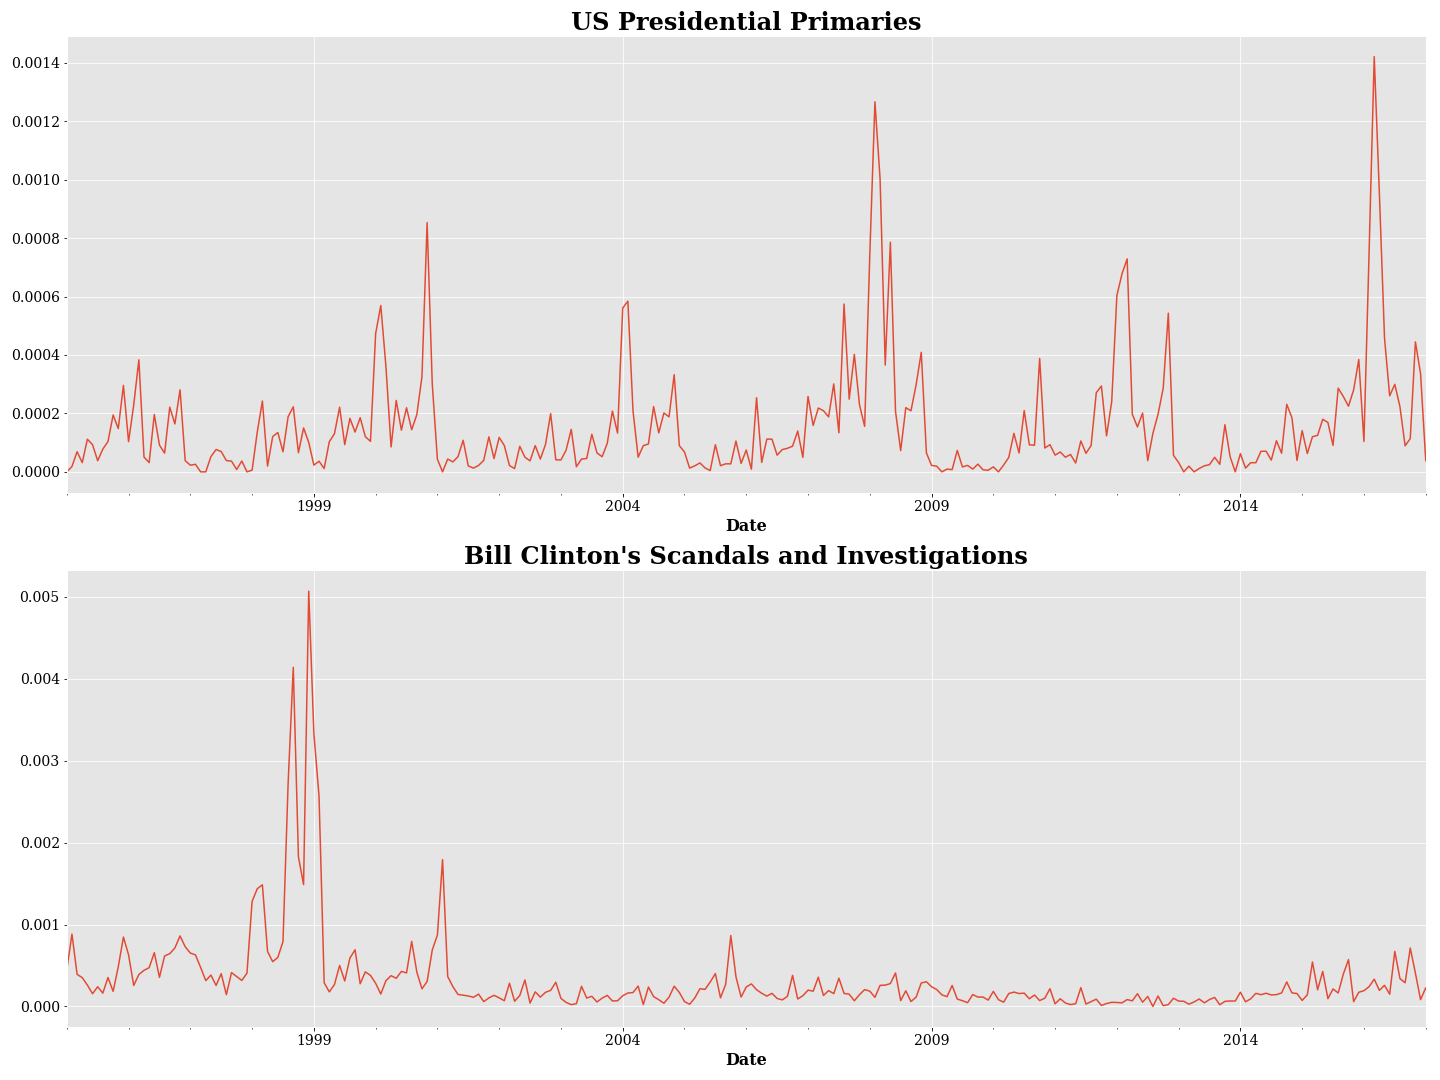 US Presidential Primaries
0.0014
0.0012
0.0010
0.0008
0.0006
0.0004
0.0002
0.0000
1999 2004 2009 2014
Date
Bill Clinton's Scandals and Investigations
0.005
0.004
0.003
0.002
0.001
0.000
1999 2004 2009 2014
Date